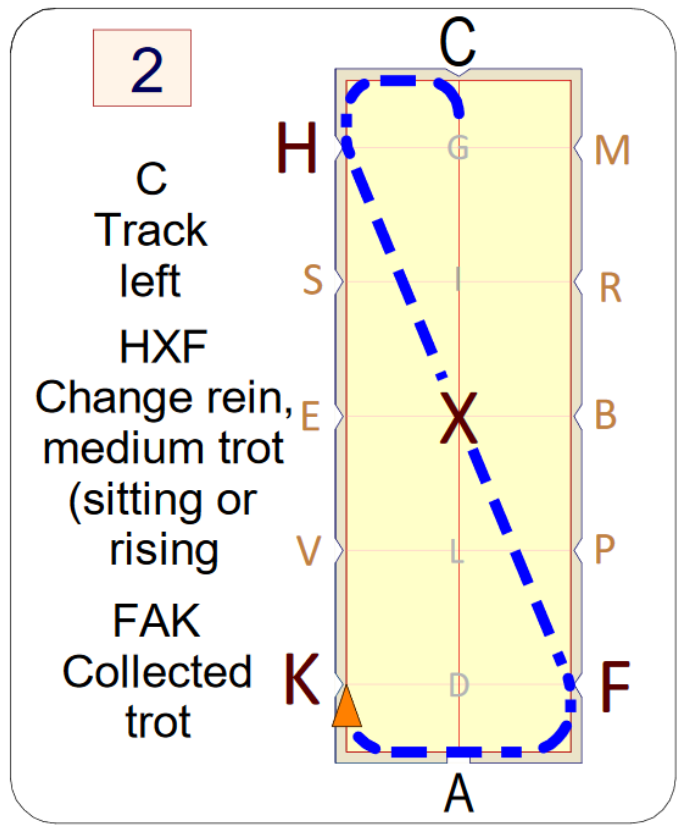 2
C
Track
left
HXF
Change rein,
medium trot
(sitting or
rising
FAK
Collected
trot
C
H
G
M
S
I
R
E
X
B
V
L
P
K
D
F
A